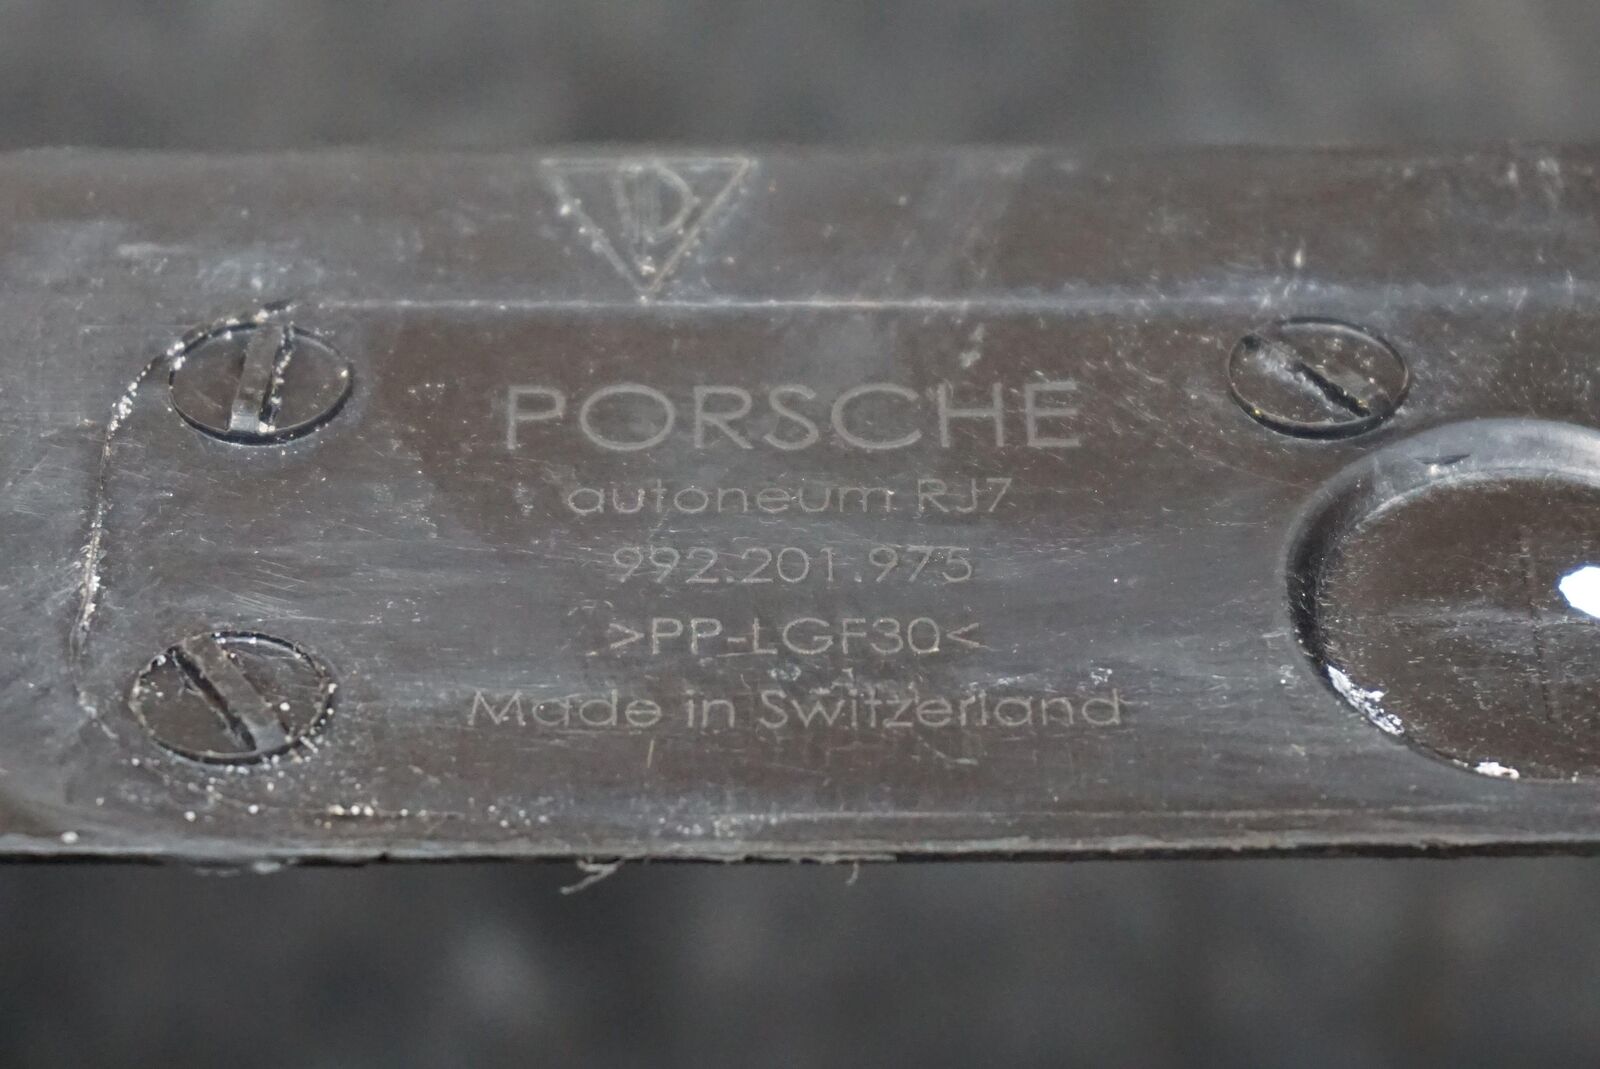 D
PORSCHE
autoneum RJ7
992.201.975
>PP-LGF30<
Made in Switzerland